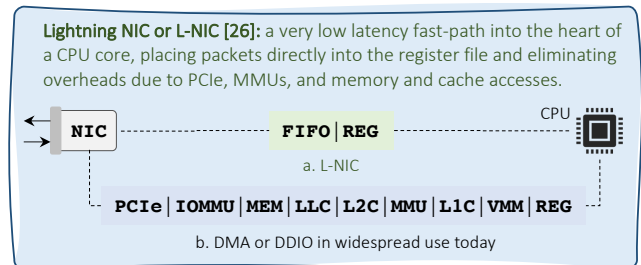 Lightning NIC or L-NIC [26]: a very low latency fast-path into the heart of
a CPU core, placing packets directly into the register file and eliminating
overheads due to PCIe, MMUs, and memory and cache accesses.
CPU
NIC
FIFO|REG
a. L-NIC
PCIe|IOMMU|MEM|LLC|L2C|MMU|L1C|VMM|REG
b. DMA or DDIO in widespread use today